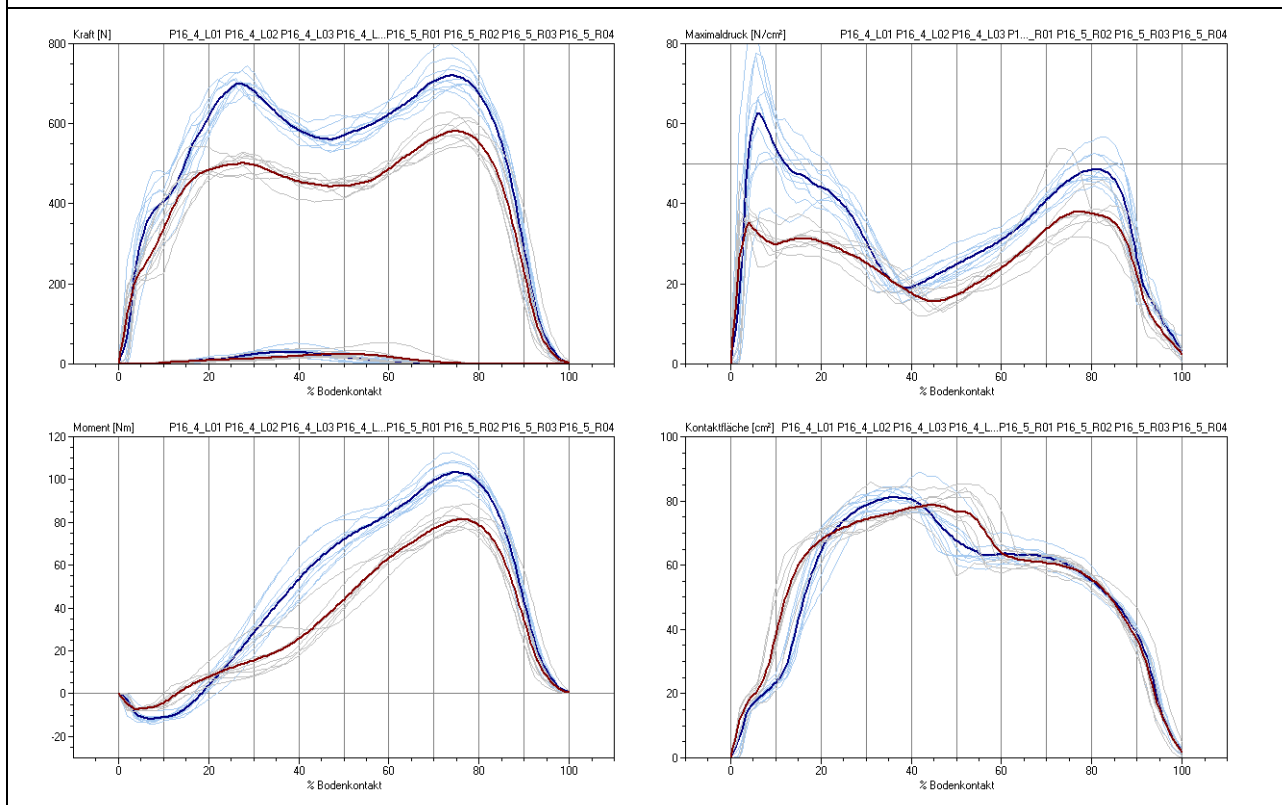 Kraft [N] P16_4_L01 P16_4_L02 P16_4_L03 P16_4_L...P16_5_R01 P16_5_R02 P16_5_R03 P16_5_R04
800
600
400
200
0
0 20 40 60 80 100
% Bodenkontakt
Maximaldruck [N/cm²] P16_4_L01 P16_4_L02 P16_4_L03 P1..._R01 P16_5_R02 P16_5_R03 P16_5_R04
80
60
40
20
0
0 20 40 60 80 100
% Bodenkontakt
Moment [Nm] P16_4_L01 P16_4_L02 P16_4_L03 P16_4_L...P16_5_R01 P16_5_R02 P16_5_R03 P16_5_R04
120
100
80
60
40
20
0
-20
0 20 40 60 80 100
% Bodenkontakt
Kontaktfläche [cm²] P16_4_L01 P16_4_L02 P16_4_L03 P16_4_L...P16_5_R01 P16_5_R02 P16_5_R03 P16_5_R04
100
80
60
40
20
0
0 20 40 60 80 100
% Bodenkontakt